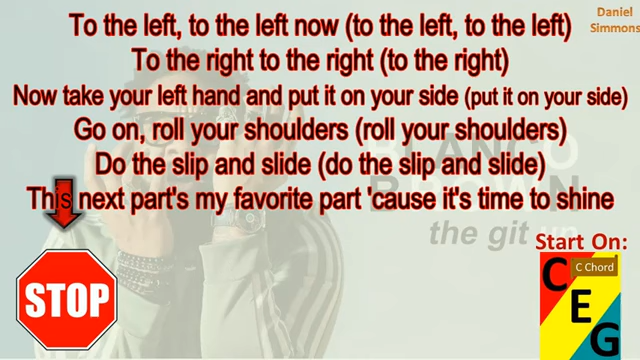 Daniel
Simmons
To the left, to the left now (to the left, to the left)
To the right to the right (to the right)
Now take your left hand and put it on your side (put it on your side)
Go on, roll your shoulders (roll your shoulders)
Do the slip and slide (do the slip and slide)
This next part's my favorite part 'cause it's time to shine
BLANCO
BROWN
the git up
Start On:
STOP
C
C Chord
E
G